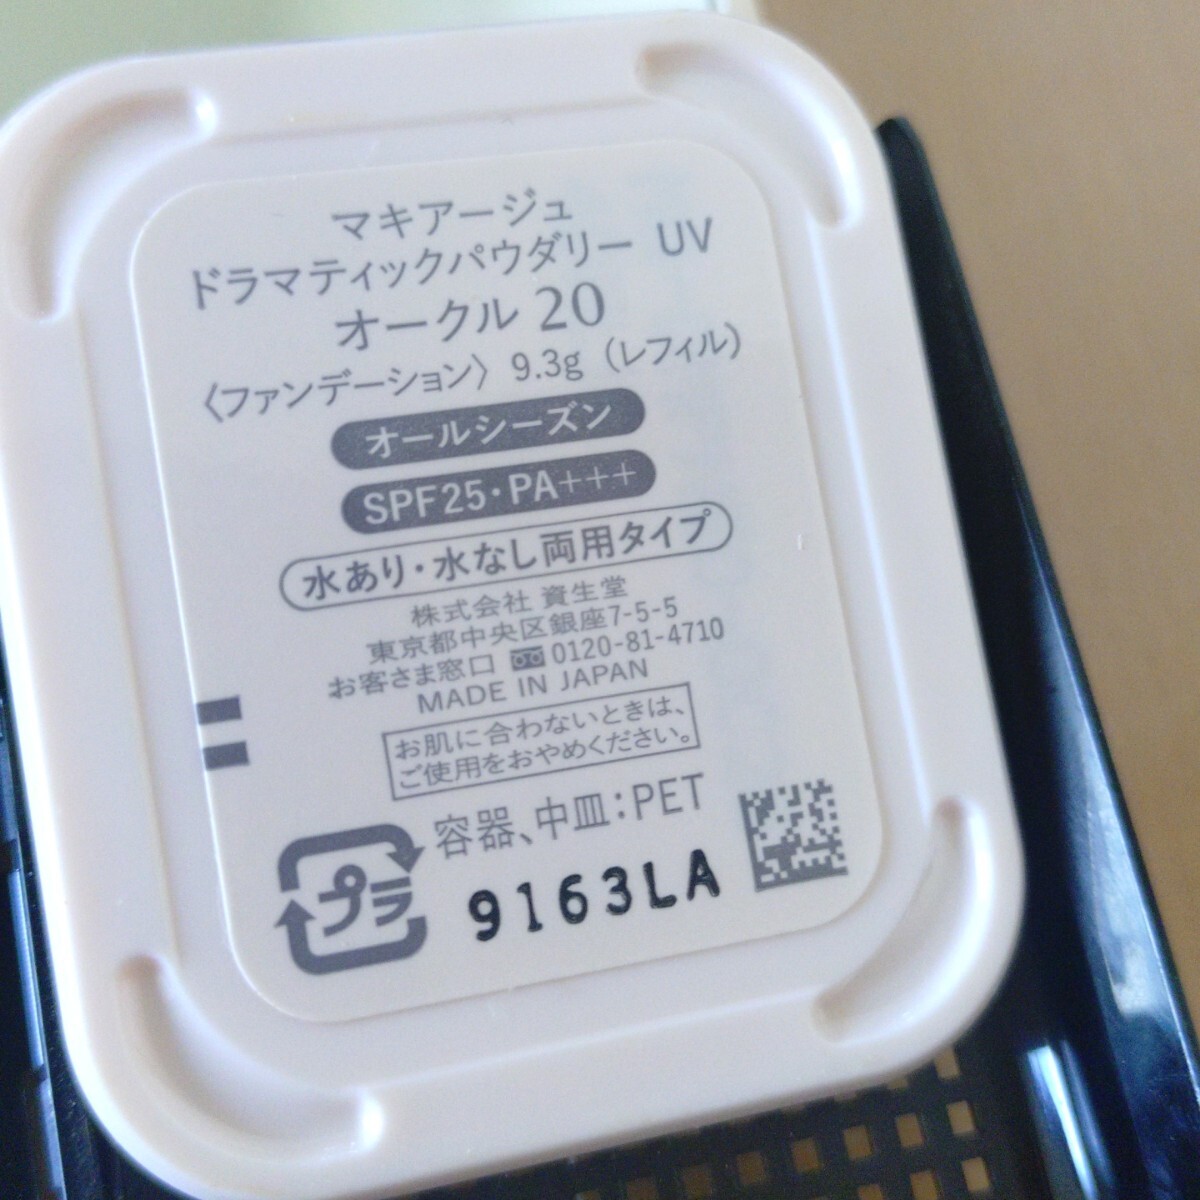 マキアージュ
ドラマティックパウダリー UV
オークル 20
〈ファンデーション〉 9.3g (レフィル)
オールシーズン
SPF25・PA+++
水あり・水なし両用タイプ
株式会社 資生堂
東京都中央区銀座7-5-5
お客さま窓口 0120-81-4710
MADE IN JAPAN
お肌に合わないときは、
ご使用をおやめください。
容器、中皿：PET
プラ
9163LA